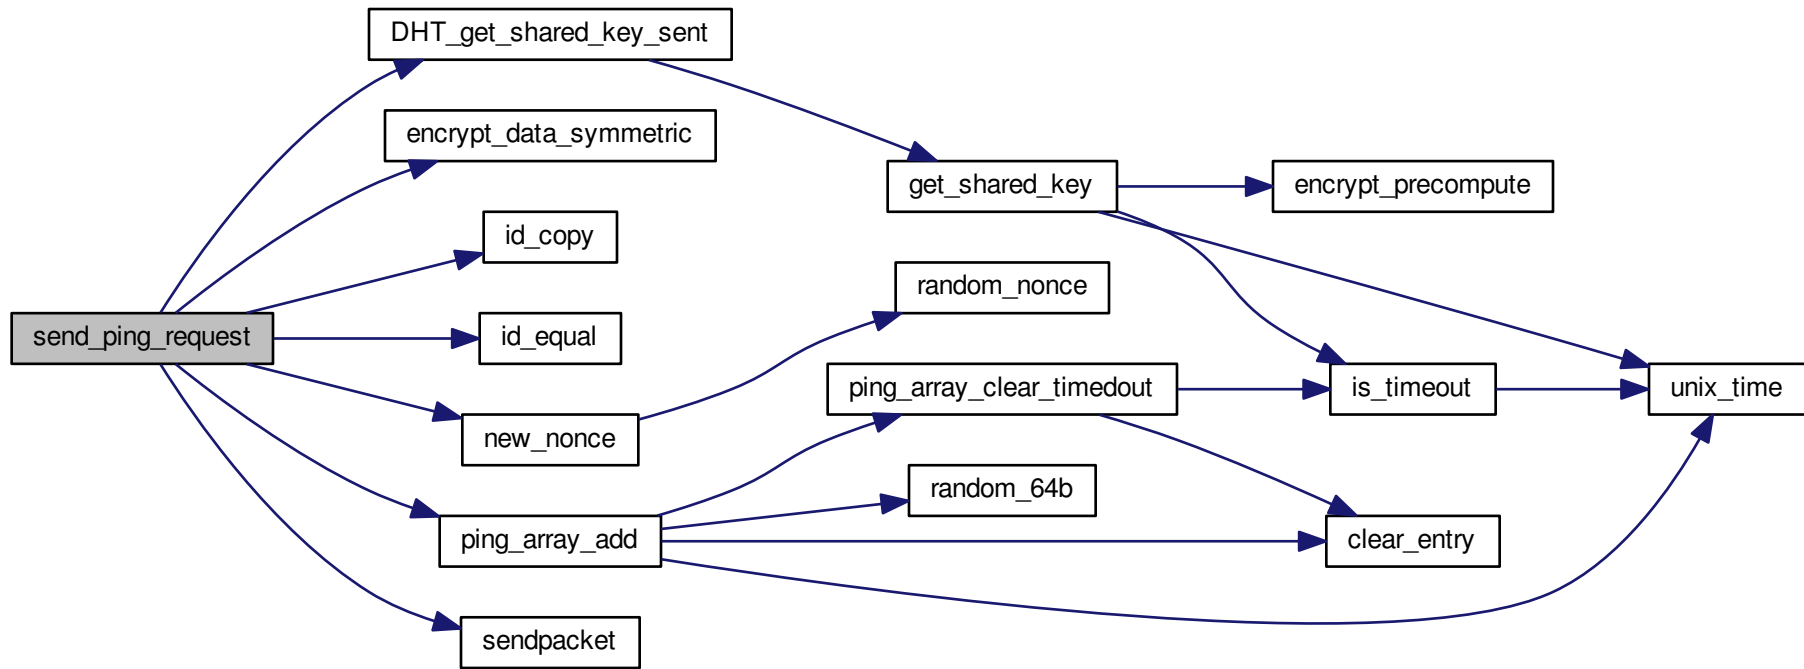 DHT_get_shared_key_sent
encrypt_data_symmetric
get_shared_key
encrypt_precompute
id_copy
random_nonce
send_ping_request
id_equal
ping_array_clear_timedout
is_timeout
unix_time
new_nonce
random_64b
ping_array_add
clear_entry
sendpacket